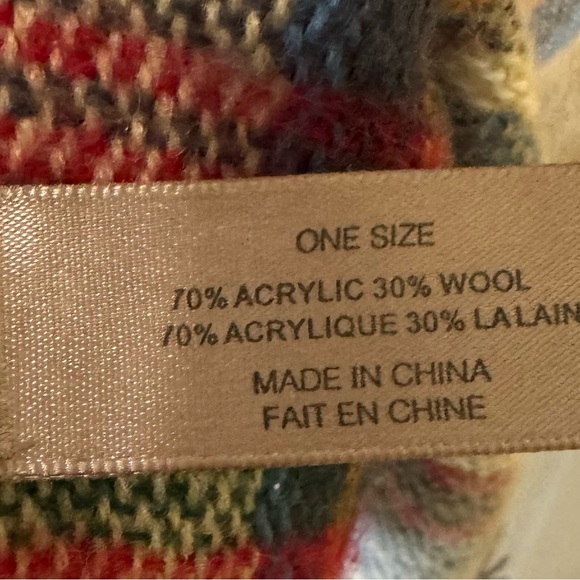 ONE SIZE
70% ACRYLIC 30% WOOL
70% ACRYLIQUE 30% LA LAIN
MADE IN CHINA
FAIT EN CHINE